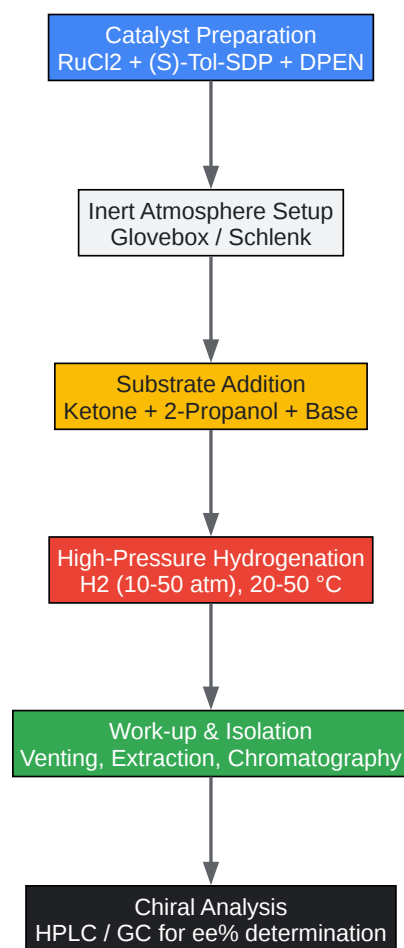 Catalyst Preparation
RuCl2 + (S)-Tol-SDP + DPEN
Inert Atmosphere Setup
Glovebox / Schlenk
Substrate Addition
Ketone + 2-Propanol + Base
High-Pressure Hydrogenation
H2 (10-50 atm), 20-50 °C
Work-up & Isolation
Venting, Extraction, Chromatography
Chiral Analysis
HPLC / GC for ee% determination